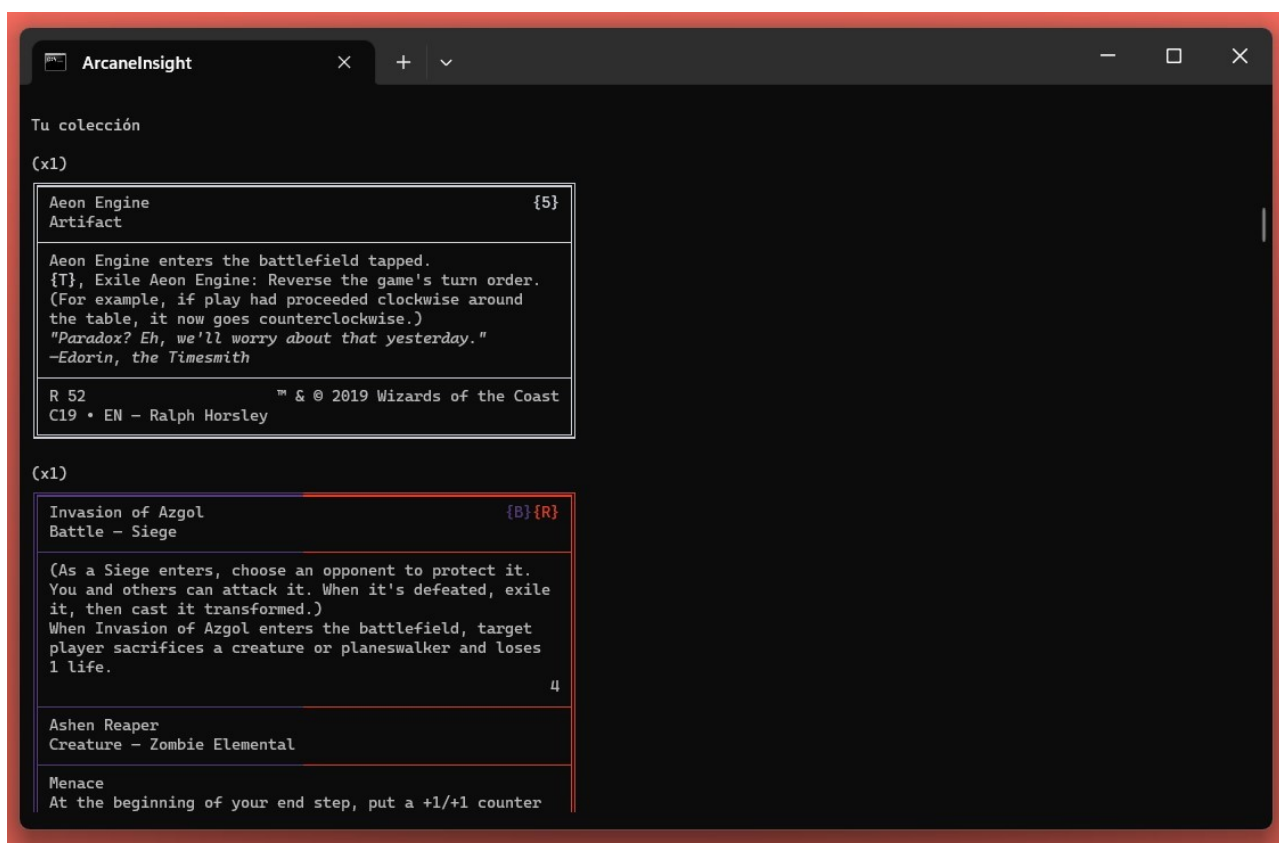 ArcaneInsight
Tu colección
(x1)
Aeon Engine {5}
Artifact
Aeon Engine enters the battlefield tapped.
{T}, Exile Aeon Engine: Reverse the game's turn order.
(For example, if play had proceeded clockwise around
the table, it now goes counterclockwise.)
"Paradox? Eh, we'll worry about that yesterday."
—Edorin, the Timesmith
R 52 ™ & © 2019 Wizards of the Coast
C19 • EN — Ralph Horsley
(x1)
Invasion of Azgol {B}{R}
Battle — Siege
(As a Siege enters, choose an opponent to protect it.
You and others can attack it. When it's defeated, exile
it, then cast it transformed.)
When Invasion of Azgol enters the battlefield, target
player sacrifices a creature or planeswalker and loses
1 life.
4
Ashen Reaper
Creature — Zombie Elemental
Menace
At the beginning of your end step, put a +1/+1 counter